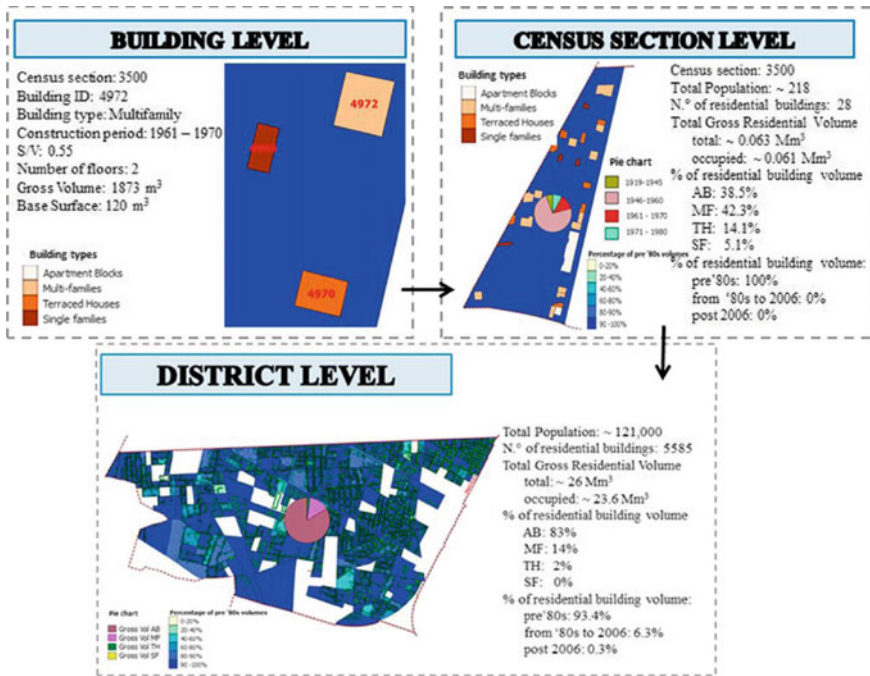 BUILDING LEVEL
Census section: 3500
Building ID: 4972
Building type: Multifamily
Construction period: 1961 – 1970
S/V: 0.55
Number of floors: 2
Gross Volume: 1873 m³
Base Surface: 120 m³
Building types
Apartment Blocks
Multi-families
Terraced Houses
Single families
4972
4970
CENSUS SECTION LEVEL
Building types
Apartment Blocks
Multi-families
Terraced Houses
Single families
Pie chart
1919-1945
1946-1960
1961 - 1970
1971 - 1980
Percentage of pre '80s volumes
0-20%
20-40%
40-60%
60-80%
80-90%
90 -100%
Census section: 3500
Total Population: ~ 218
N.° of residential buildings: 28
Total Gross Residential Volume
total: ~ 0.063 Mm³
occupied: ~ 0.061 Mm³
% of residential building volume
AB: 38.5%
MF: 42.3%
TH: 14.1%
SF: 5.1%
% of residential building volume:
pre'80s: 100%
from '80s to 2006: 0%
post 2006: 0%
DISTRICT LEVEL
Pie chart
Gross Vol AB
Gross Vol MF
Gross Vol TH
Gross Vol SF
Percentage of pre '80s volumes
0-20%
20-40%
40-60%
60-80%
80-90%
90 -100%
Total Population: ~ 121,000
N.° of residential buildings: 5585
Total Gross Residential Volume
total: ~ 26 Mm³
occupied: ~ 23.6 Mm³
% of residential building volume
AB: 83%
MF: 14%
TH: 2%
SF: 0%
% of residential building volume:
pre'80s: 93.4%
from '80s to 2006: 6.3%
post 2006: 0.3%